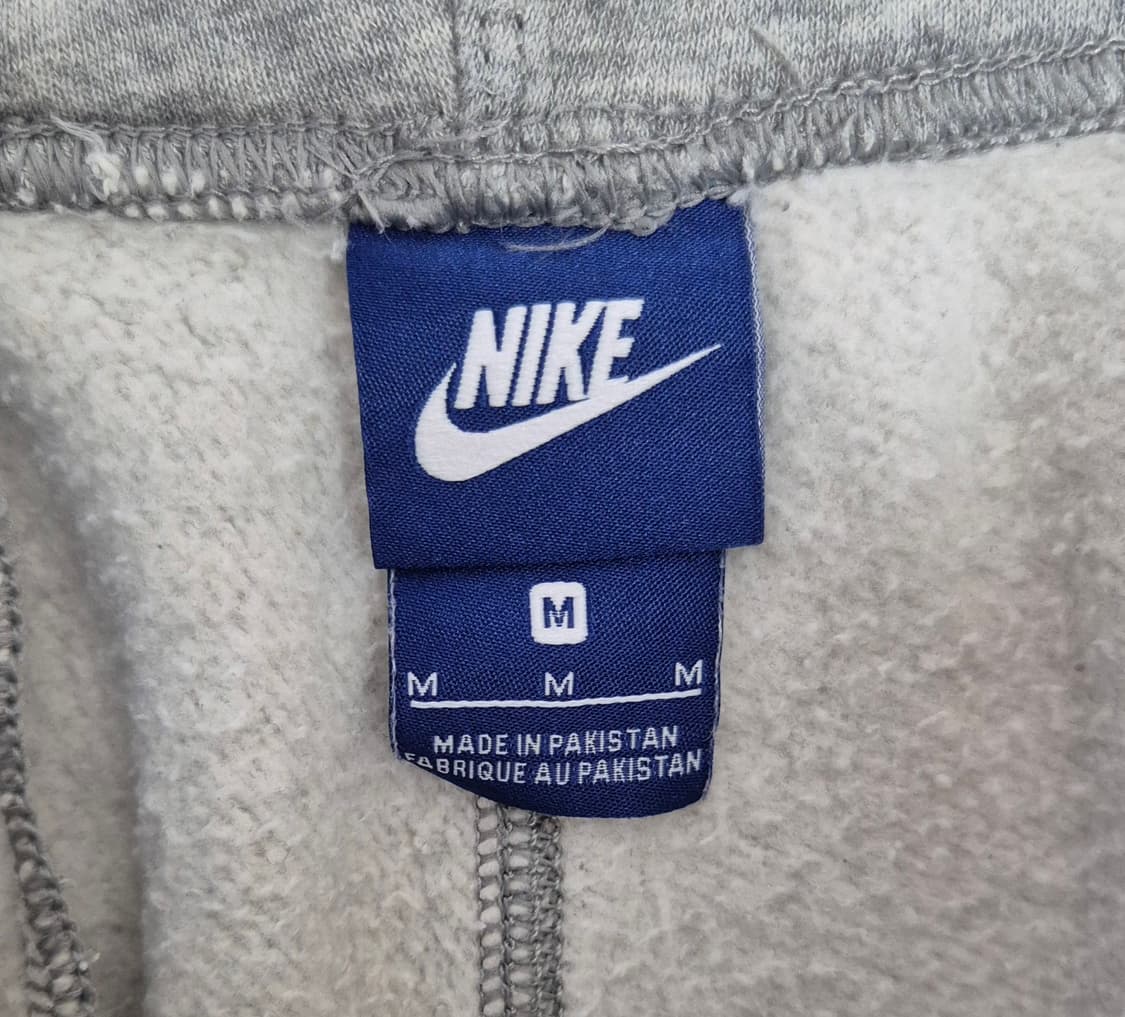 NIKE
M
M M M
MADE IN PAKISTAN
FABRIQUE AU PAKISTAN